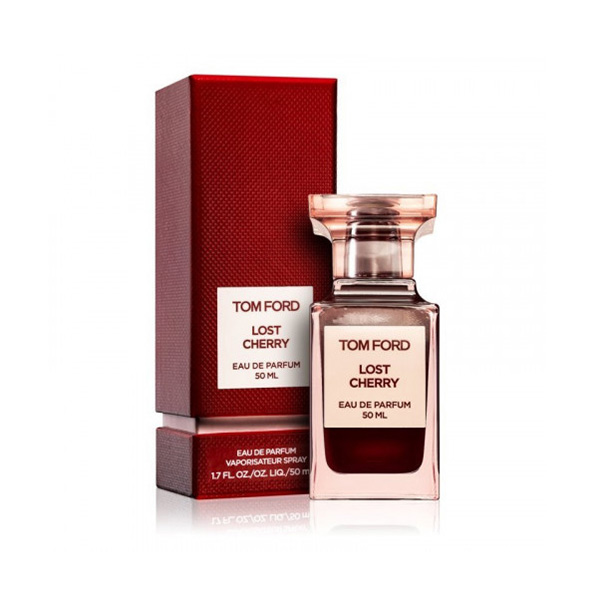 TOM FORD
LOST
CHERRY
EAU DE PARFUM
50 ML
EAU DE PARFUM
VAPORISATEUR SPRAY
1.7 FL. OZ./OZ. LIQ./50 m
TOM FORD
LOST
CHERRY
EAU DE PARFUM
50 ML